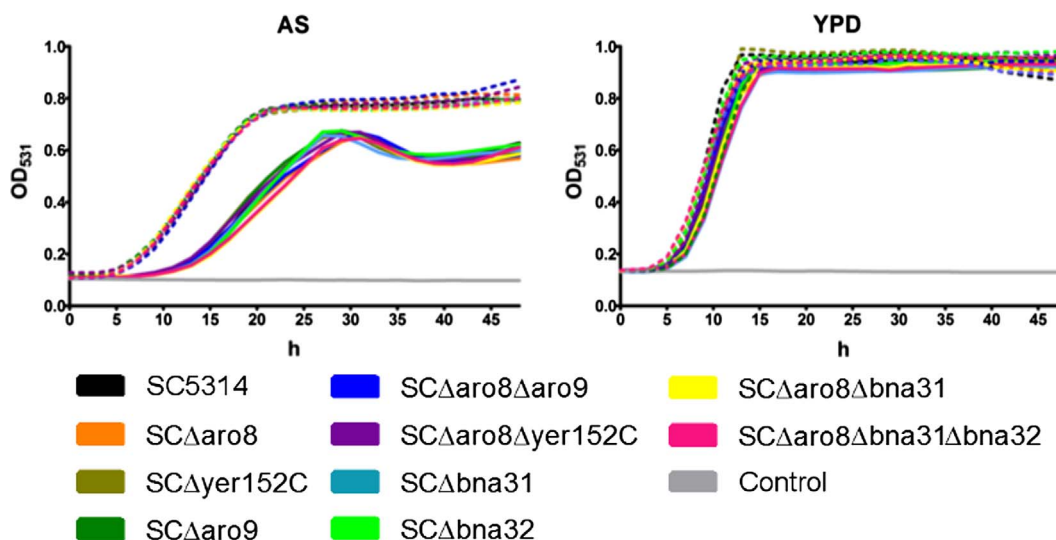 AS
YPD
1.0
0.8
0.6
0.4
0.2
0.0
OD531
0 5 10 15 20 25 30 35 40 45
h
1.0
0.8
0.6
0.4
0.2
0.0
OD531
0 5 10 15 20 25 30 35 40 45
h
SC5314
SCΔaro8
SCΔyer152C
SCΔaro9
SCΔaro8Δaro9
SCΔaro8Δyer152C
SCΔbna31
SCΔbna32
SCΔaro8Δbna31
SCΔaro8Δbna31Δbna32
Control